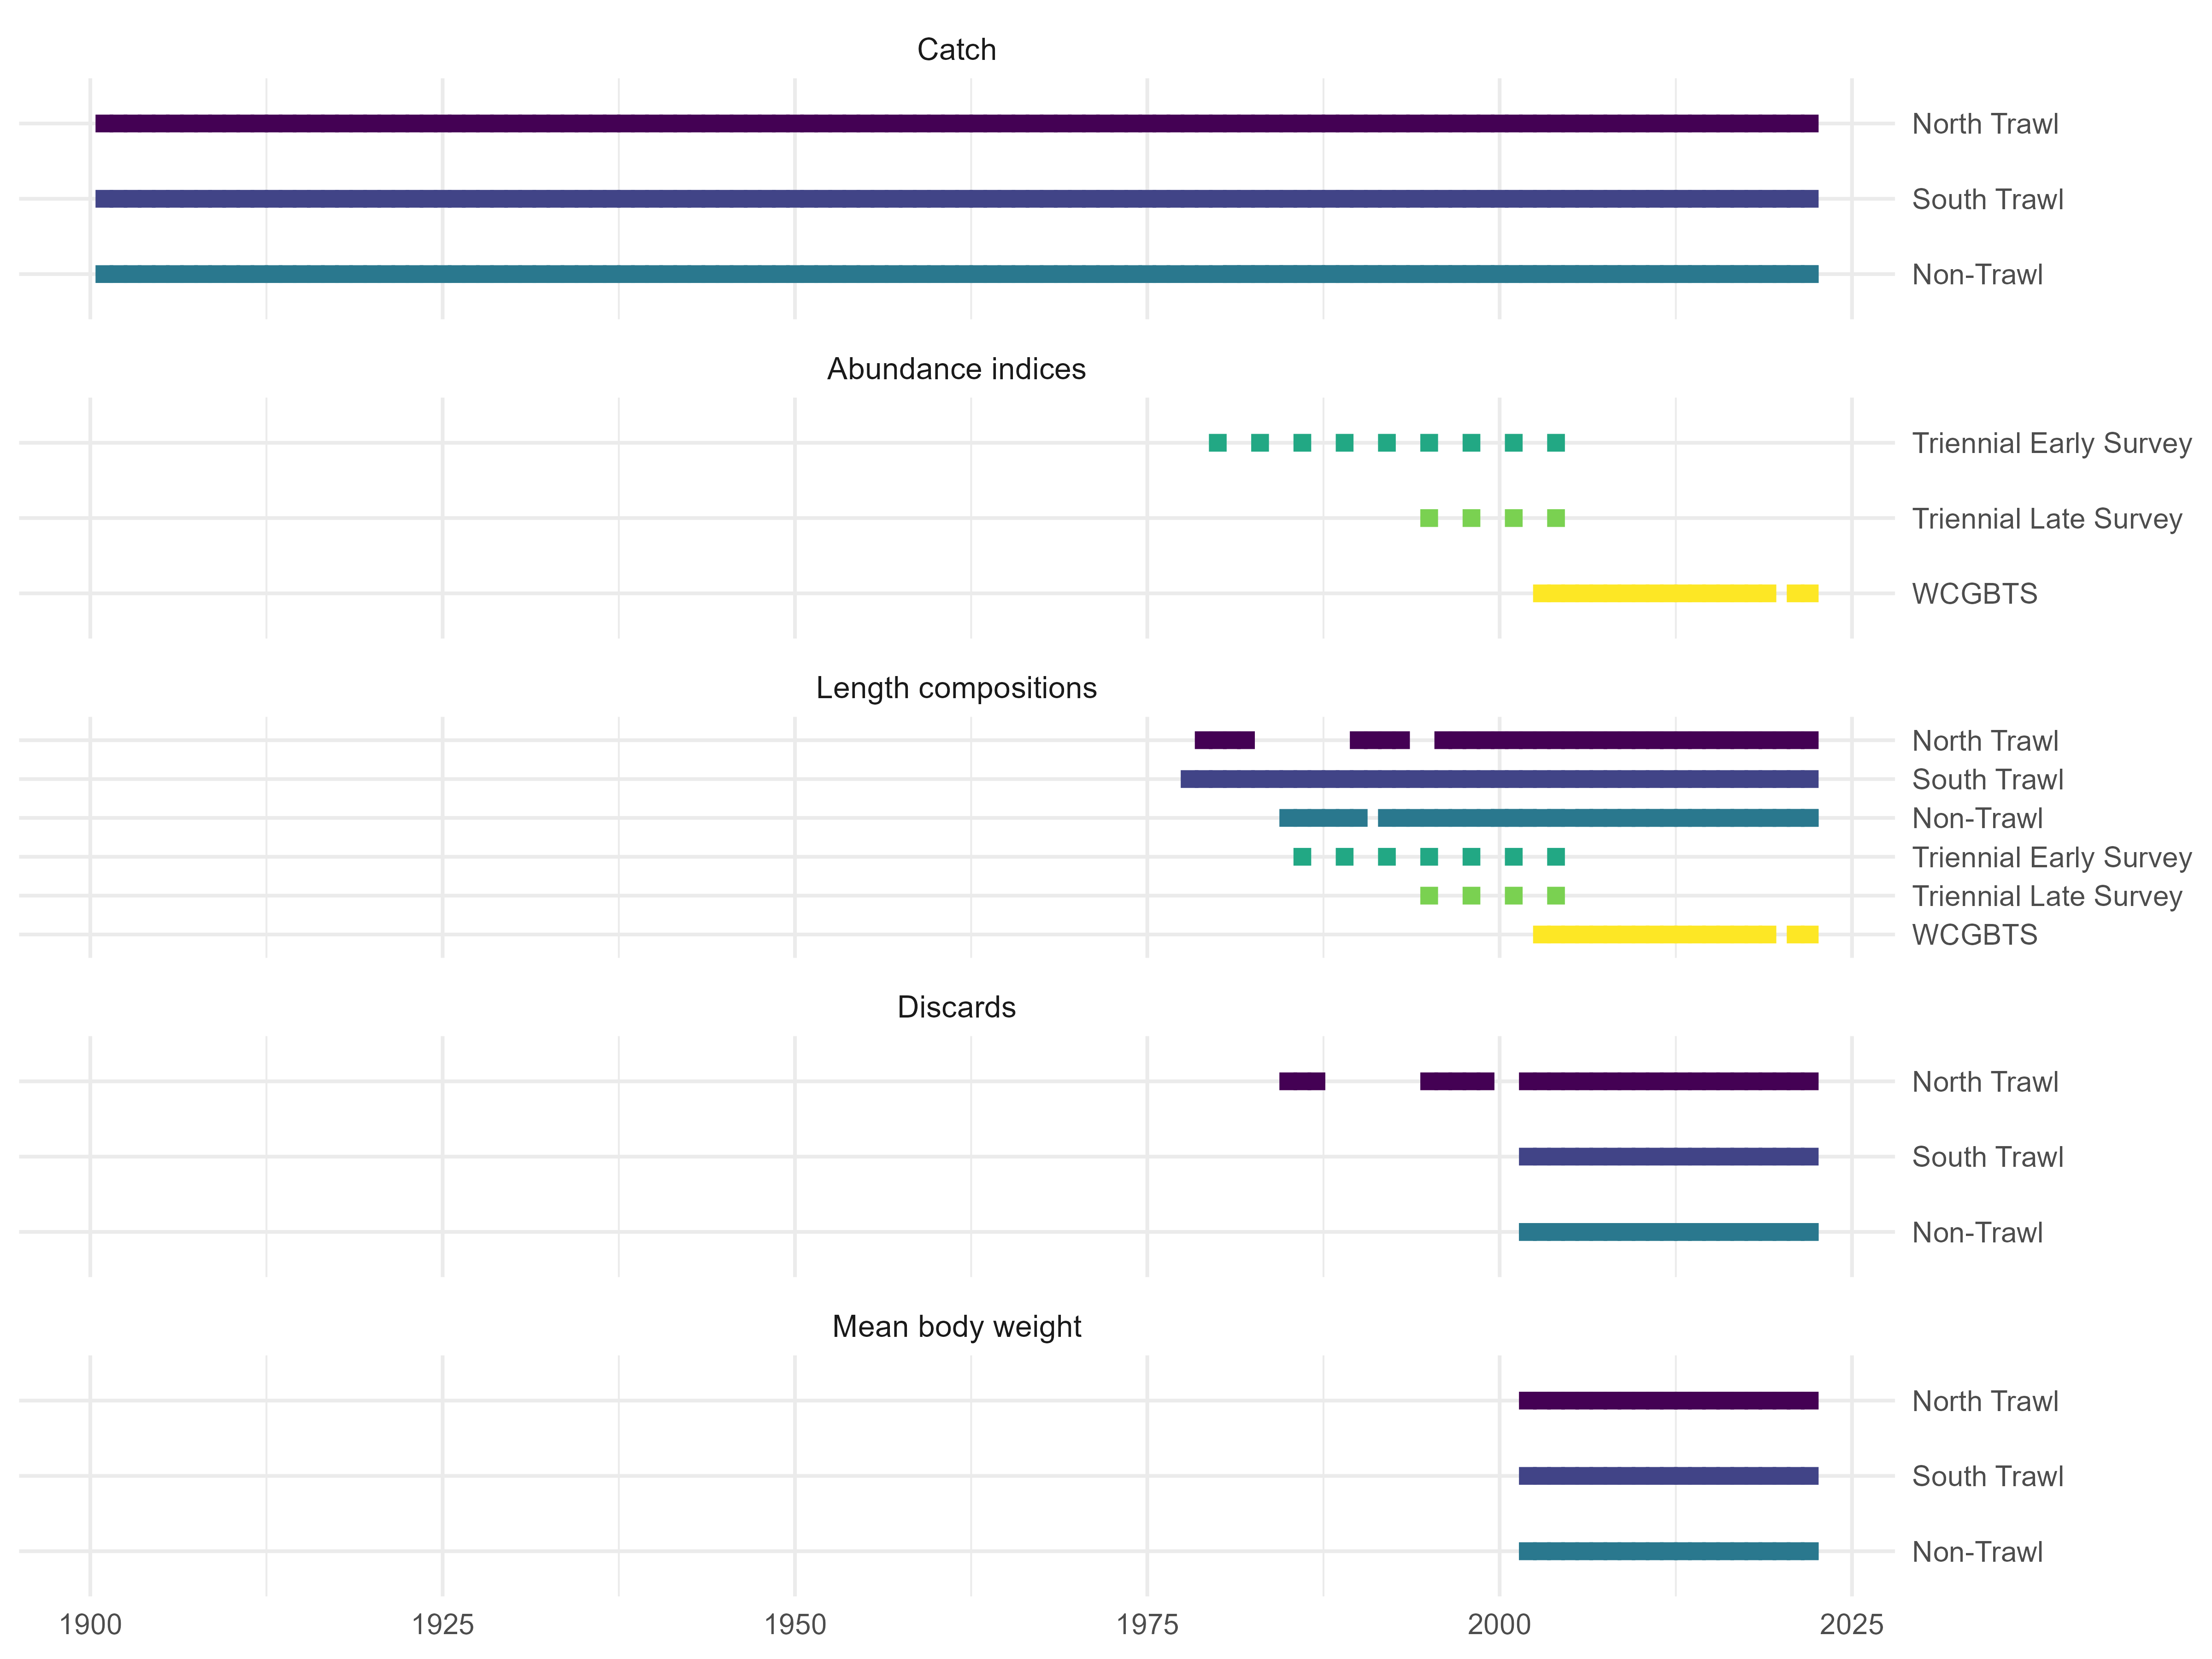 Catch
North Trawl
South Trawl
Non-Trawl
Abundance indices
Triennial Early Survey
Triennial Late Survey
WCGBTS
Length compositions
North Trawl
South Trawl
Non-Trawl
Triennial Early Survey
Triennial Late Survey
WCGBTS
Discards
North Trawl
South Trawl
Non-Trawl
Mean body weight
North Trawl
South Trawl
Non-Trawl
1900 1925 1950 1975 2000 2025